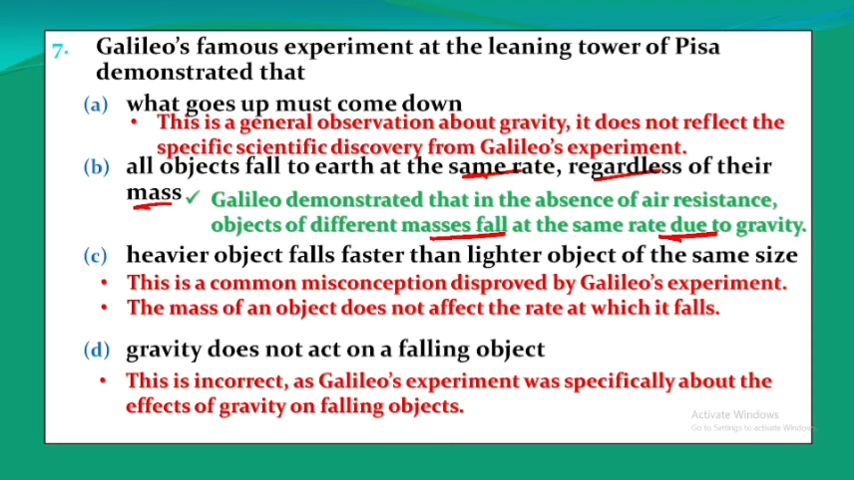 7. Galileo's famous experiment at the leaning tower of Pisa
demonstrated that
(a) what goes up must come down
• This is a general observation about gravity, it does not reflect the
specific scientific discovery from Galileo's experiment.
(b) all objects fall to earth at the same rate, regardless of their
mass ✓ Galileo demonstrated that in the absence of air resistance,
objects of different masses fall at the same rate due to gravity.
(c) heavier object falls faster than lighter object of the same size
• This is a common misconception disproved by Galileo's experiment.
• The mass of an object does not affect the rate at which it falls.
(d) gravity does not act on a falling object
• This is incorrect, as Galileo's experiment was specifically about the
effects of gravity on falling objects.
Activate Windows
Go to Settings to activate Windows.